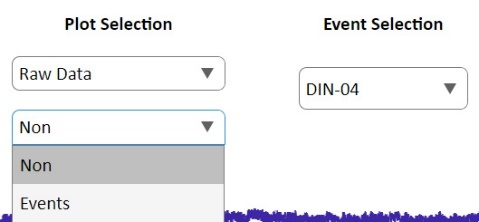 Plot Selection
Event Selection
Raw Data
DIN-04
Non
Non
Events